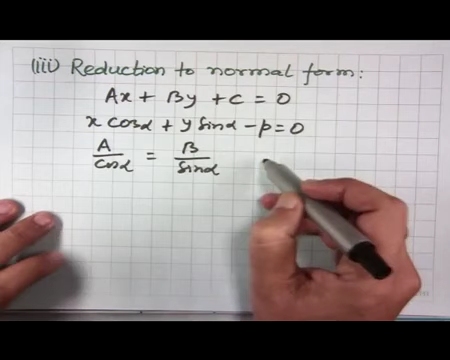 (iii) Reduction to normal form:
Ax + By + c = 0
x cosα + y sinα - p = 0
A/cosα = B/sinα